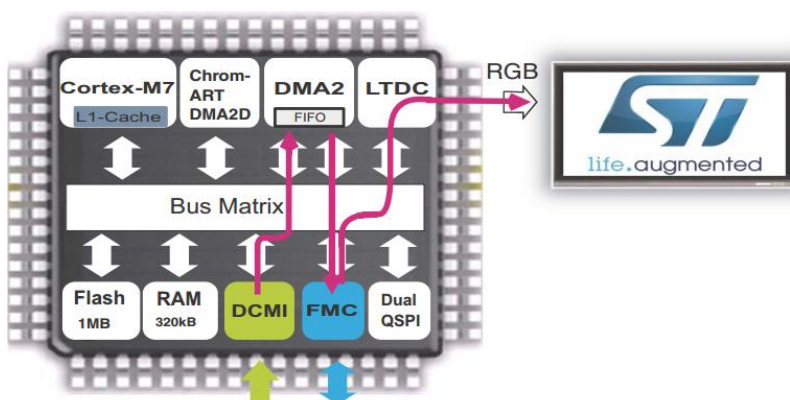 Cortex-M7
L1-Cache
Chrom-
ART
DMA2D
DMA2
FIFO
LTDC
RGB
ST
life.augmented
Bus Matrix
Flash
1MB
RAM
320kB
DCMI
FMC
Dual
QSPI